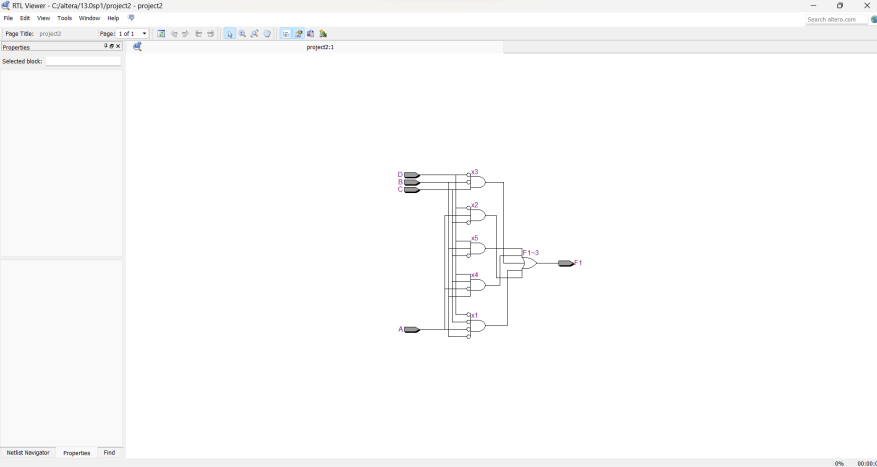 RTL Viewer - C:/altera/13.0sp1/project2 - project2
File Edit View Tools Window Help
Search altera.com
Page Title: project2 Page: 1 of 1
Properties
project2:1
Selected block:
D
B
C
x3
x2
x5
F1~3
F1
x4
x1
A
Netlist Navigator Properties Find
0% 00:00:0